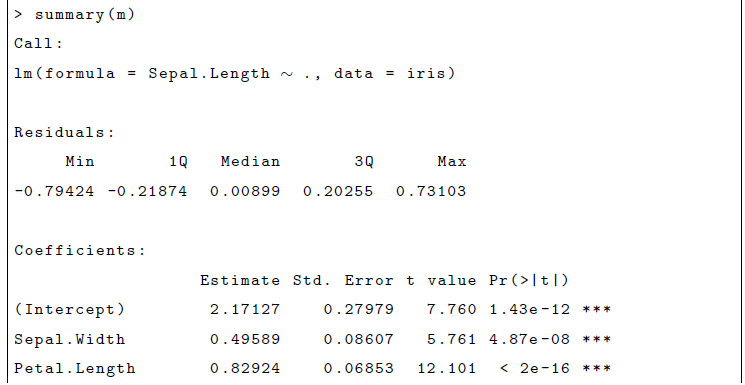 > summary(m)
Call:
lm(formula = Sepal.Length ~ ., data = iris)
Residuals:
Min 1Q Median 3Q Max
-0.79424 -0.21874 0.00899 0.20255 0.73103
Coefficients:
Estimate Std. Error t value Pr(>|t|)
(Intercept) 2.17127 0.27979 7.760 1.43e-12 ***
Sepal.Width 0.49589 0.08607 5.761 4.87e-08 ***
Petal.Length 0.82924 0.06853 12.101 < 2e-16 ***